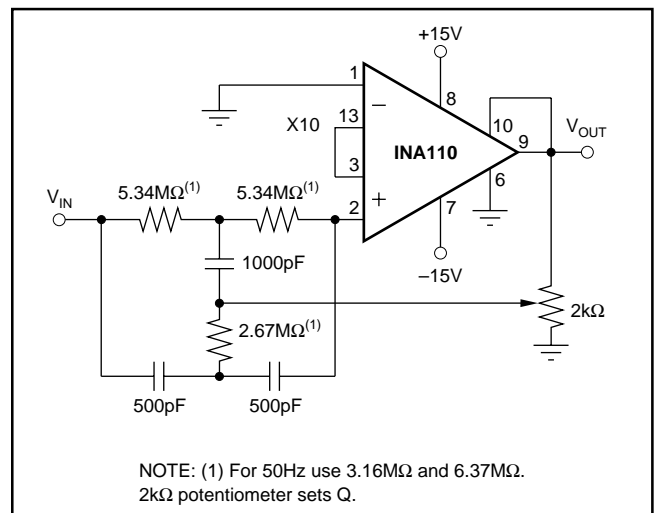 +15V
1
8
–
13
10
X10
INA110
9
V_OUT
3
6
5.34MΩ(1)
5.34MΩ(1)
V_IN
2
+
7
1000pF
–15V
2kΩ
2.67MΩ(1)
500pF
500pF
NOTE: (1) For 50Hz use 3.16MΩ and 6.37MΩ.
2kΩ potentiometer sets Q.